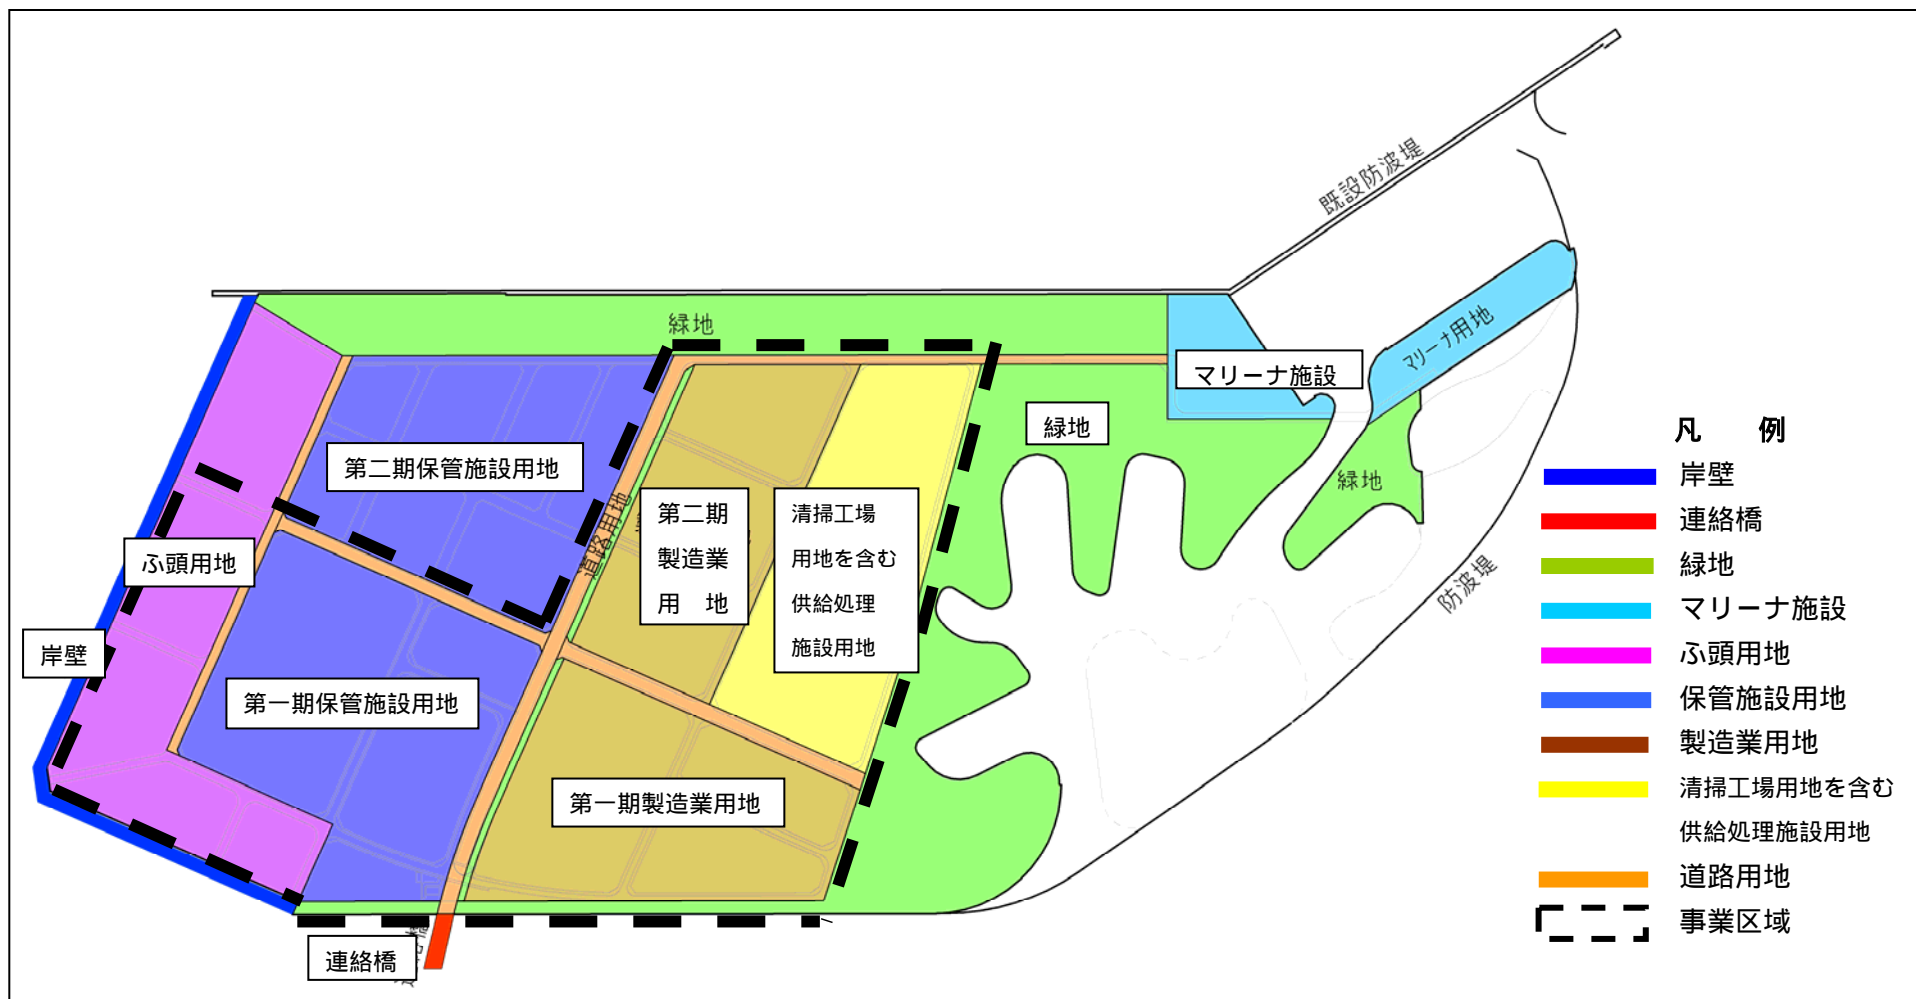 既設防波堤
緑地
マリーナ用地
マリーナ施設
緑地
緑地
第二期保管施設用地
道路用地
第二期
製造業
用　地
清掃工場
用地を含む
供給処理
施設用地
ふ頭用地
防波堤
岸壁
第一期保管施設用地
第一期製造業用地
連絡橋
凡　例
岸壁
連絡橋
緑地
マリーナ施設
ふ頭用地
保管施設用地
製造業用地
清掃工場用地を含む
供給処理施設用地
道路用地
事業区域